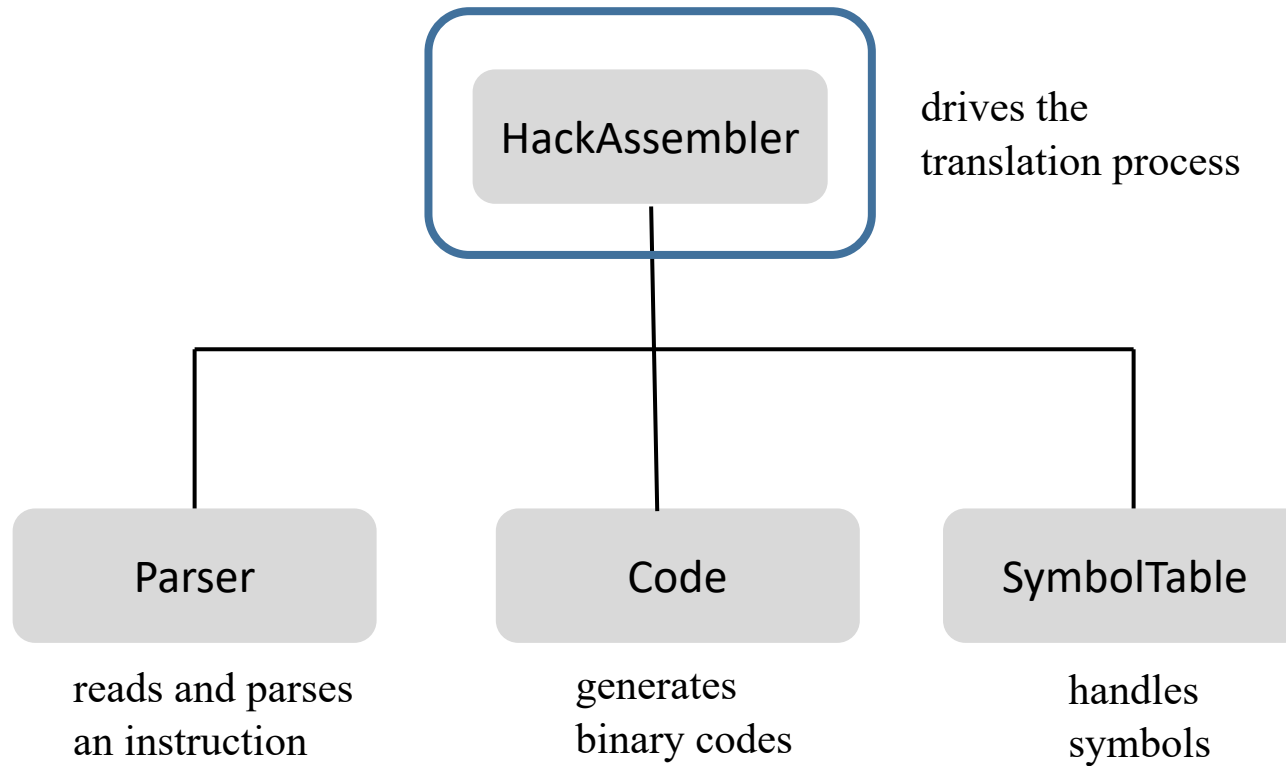 HackAssembler
drives the
translation process
Parser
Code
SymbolTable
reads and parses
an instruction
generates
binary codes
handles
symbols